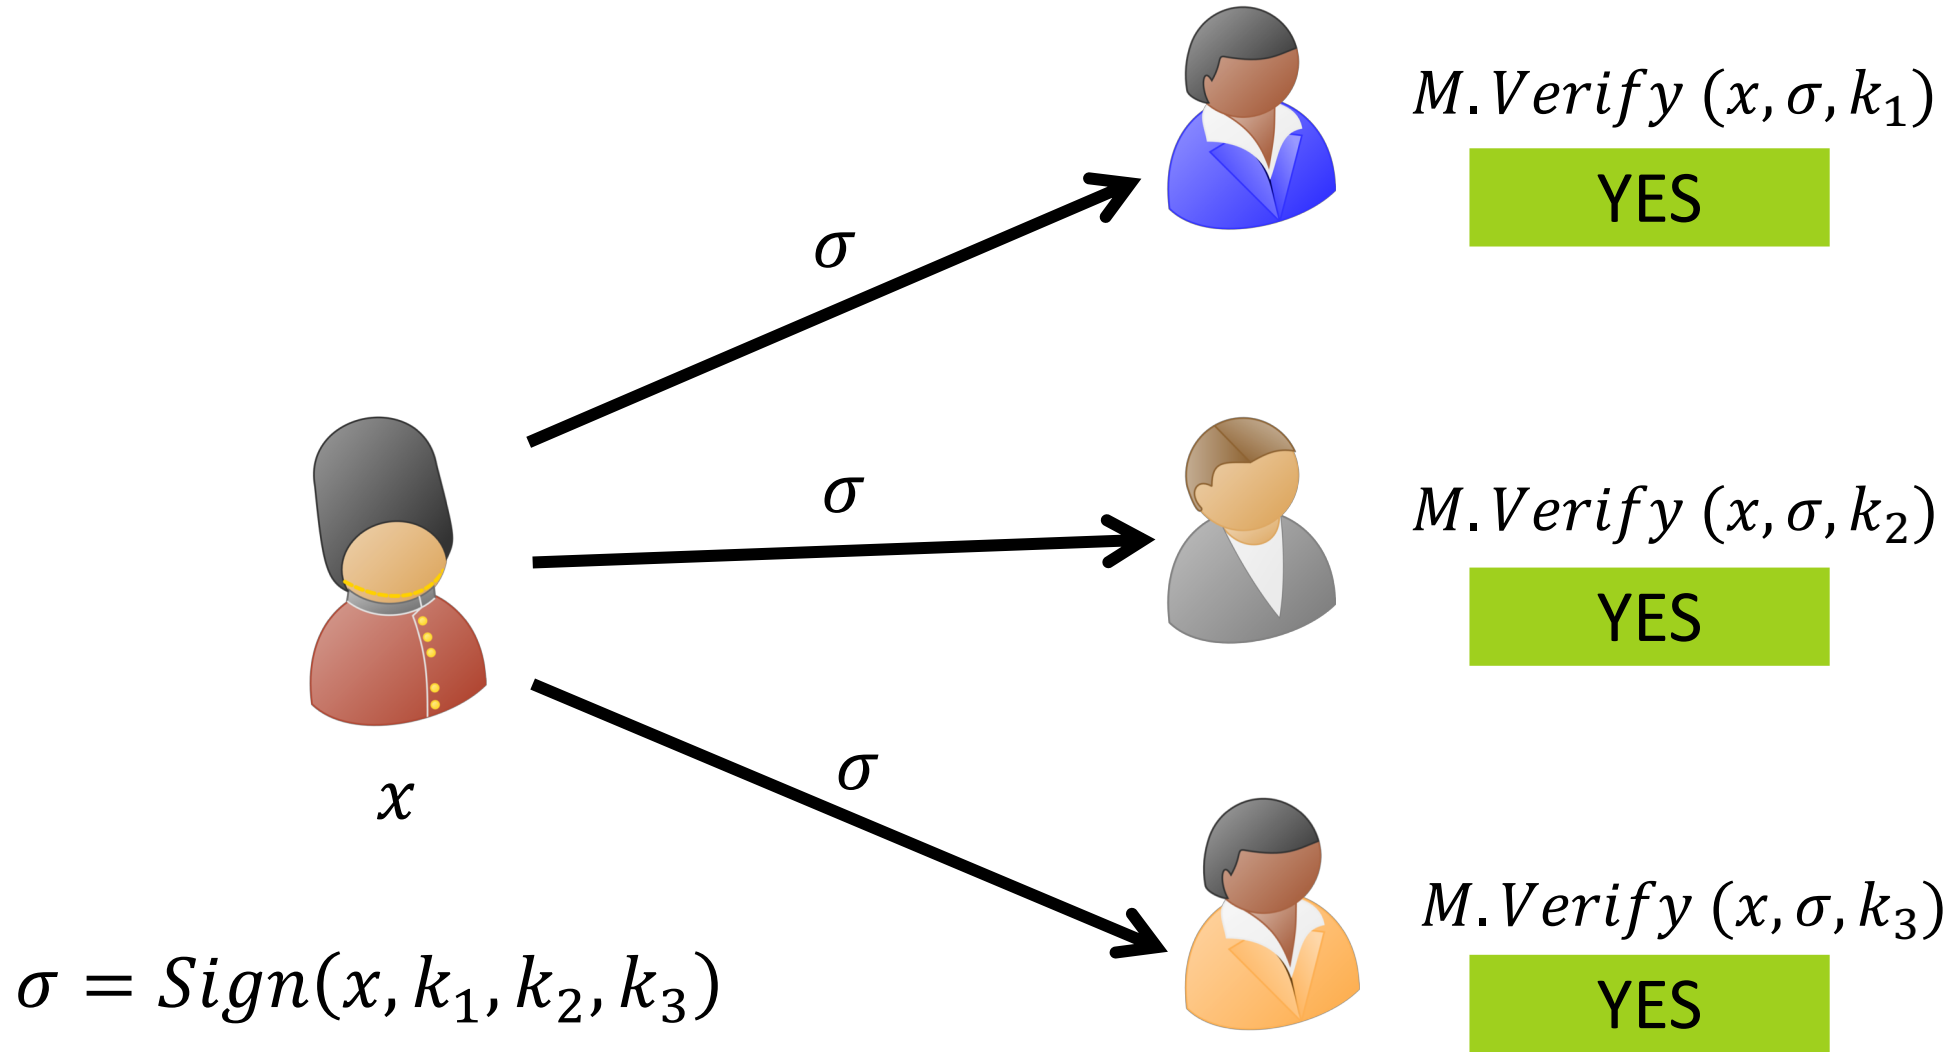 M.Verify (x, σ, k₁)
YES
σ
σ
M.Verify (x, σ, k₂)
YES
σ
x
M.Verify (x, σ, k₃)
σ = Sign(x, k₁, k₂, k₃)
YES